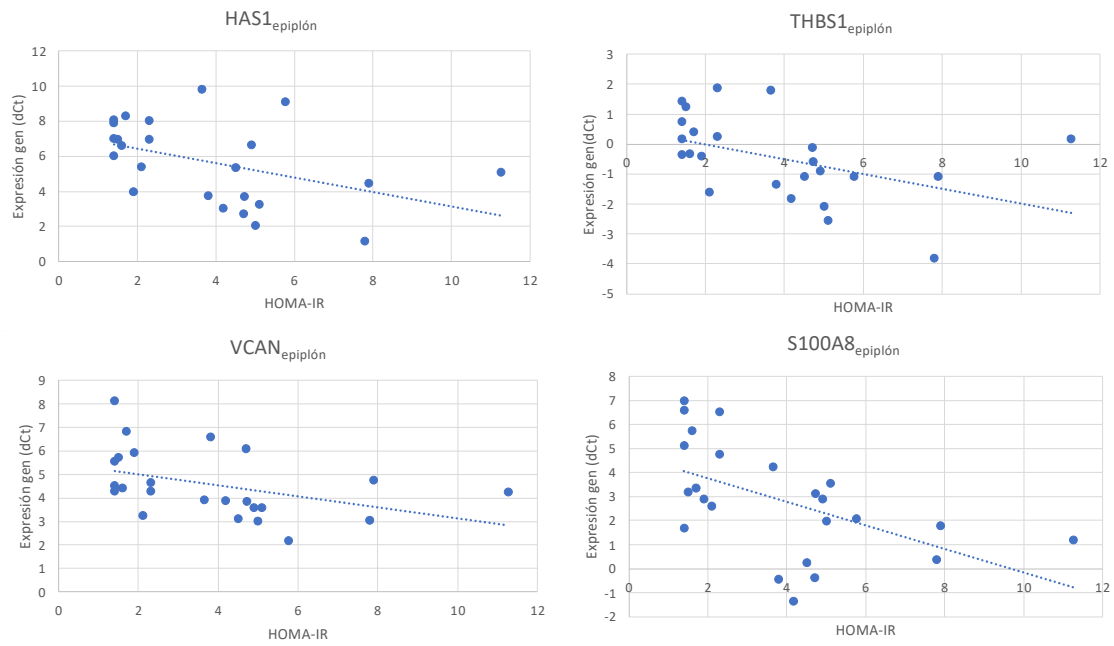 HAS1epiplón
12
10
8
6
4
2
0
Expresión gen (dCt)
0 2 4 6 8 10 12
HOMA-IR
THBS1epiplón
3
2
1
0
-1
-2
-3
-4
-5
Expresión gen(dCt)
0 2 4 6 8 10 12
HOMA-IR
VCANepiplón
9
8
7
6
5
4
3
2
1
0
Expresión gen (dCt)
0 2 4 6 8 10 12
HOMA-IR
S100A8epiplón
8
7
6
5
4
3
2
1
0
-1
-2
Expresión gen (dCt)
0 2 4 6 8 10 12
HOMA-IR